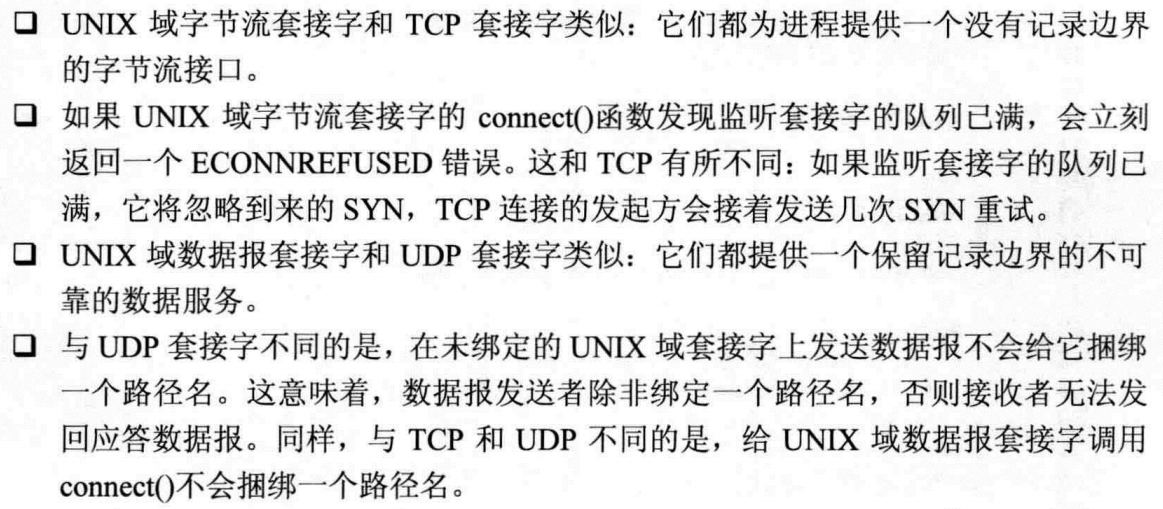 ❑ UNIX 域字节流套接字和 TCP 套接字类似：它们都为进程提供一个没有记录边界
的字节流接口。
❑ 如果 UNIX 域字节流套接字的 connect()函数发现监听套接字的队列已满，会立刻
返回一个 ECONNREFUSED 错误。这和 TCP 有所不同：如果监听套接字的队列已
满，它将忽略到来的 SYN，TCP 连接的发起方会接着发送几次 SYN 重试。
❑ UNIX 域数据报套接字和 UDP 套接字类似：它们都提供一个保留记录边界的不可
靠的数据服务。
❑ 与 UDP 套接字不同的是，在未绑定的 UNIX 域套接字上发送数据报不会给它捆绑
一个路径名。这意味着，数据报发送者除非绑定一个路径名，否则接收者无法发
回应答数据报。同样，与 TCP 和 UDP 不同的是，给 UNIX 域数据报套接字调用
connect()不会捆绑一个路径名。